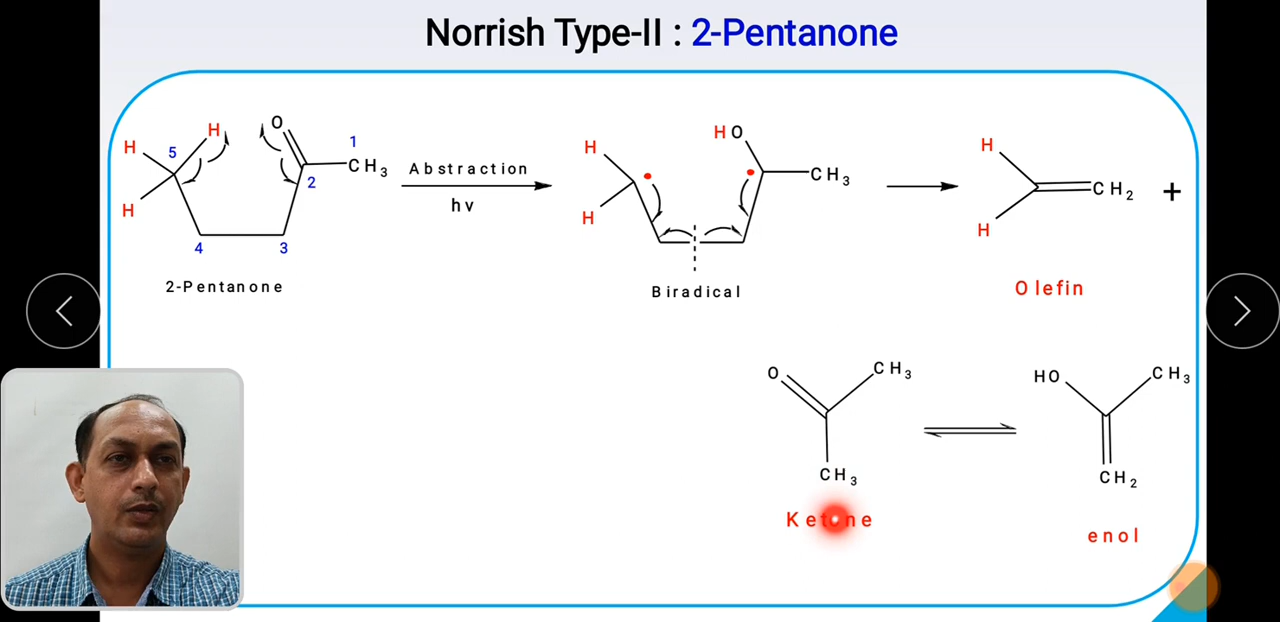 Norrish Type-II : 2-Pentanone
H
H
H
5
4
3
2
1
O
CH3
2-Pentanone
Abstraction
hv
H
H
HO
CH3
Biradical
H
H
CH2
+
Olefin
O
CH3
CH3
Ketone
HO
CH3
CH2
enol